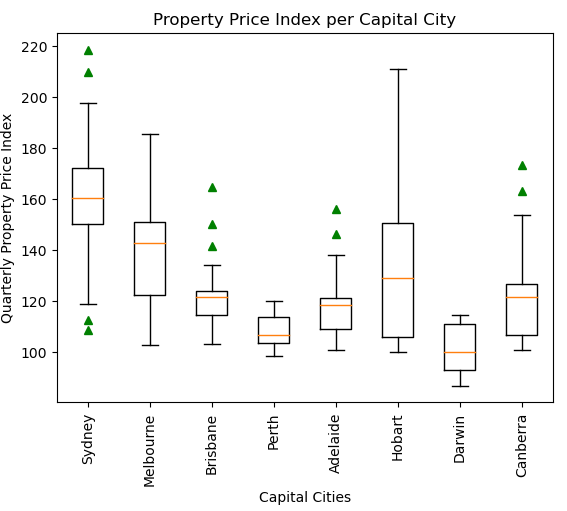 Property Price Index per Capital City
Quarterly Property Price Index
220
200
180
160
140
120
100
Sydney
Melbourne
Brisbane
Perth
Adelaide
Hobart
Darwin
Canberra
Capital Cities